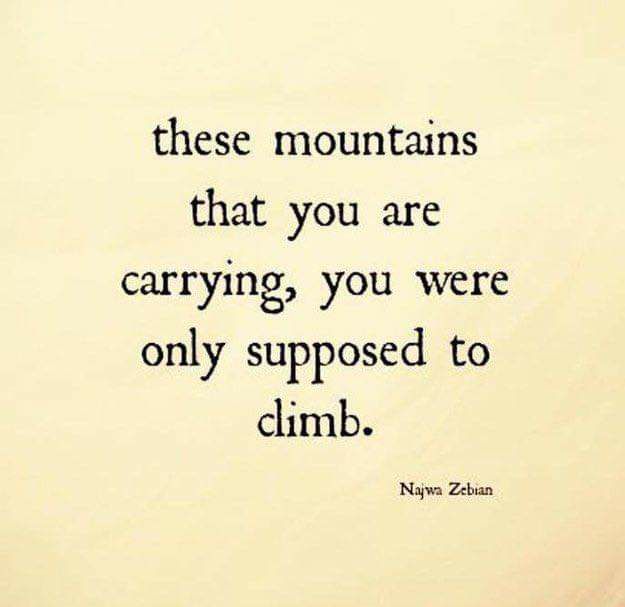 these mountains
that you are
carrying, you were
only supposed to
climb.
Najwa Zebian